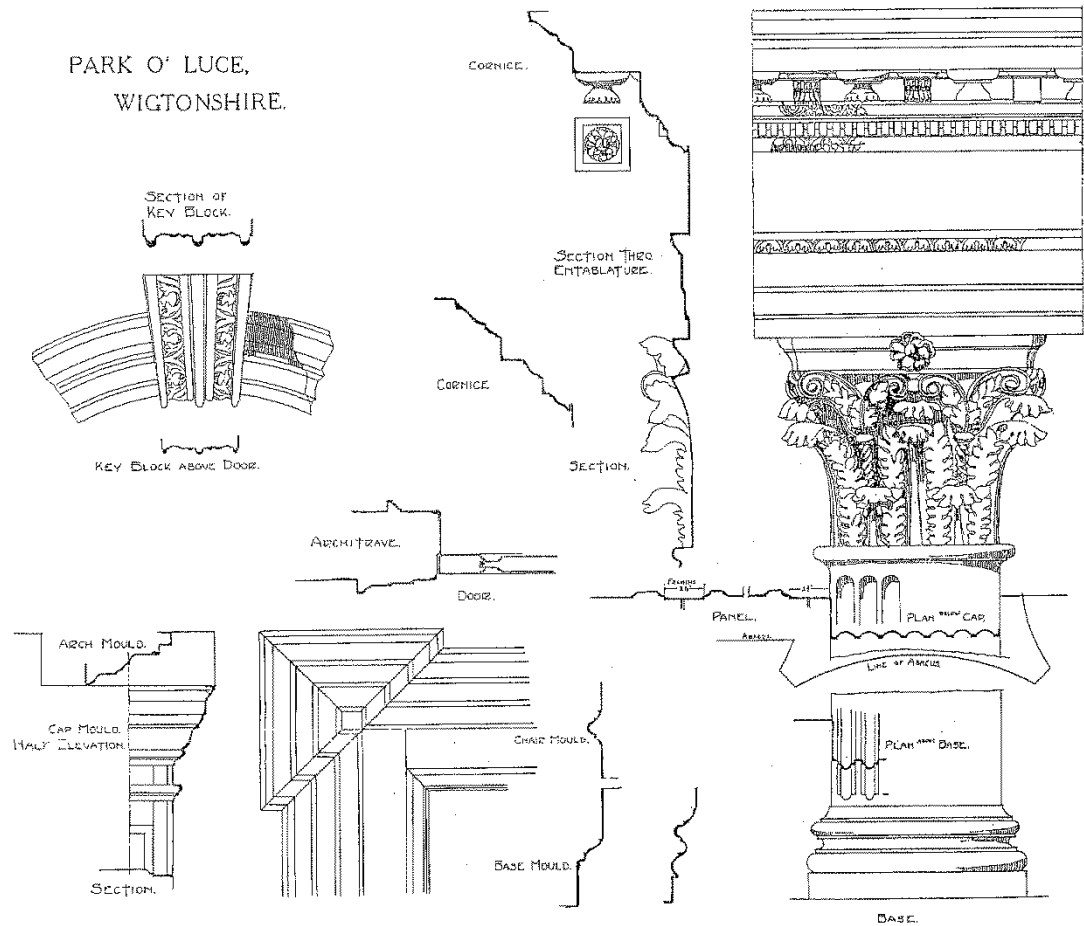 PARK O' LUCE,
WIGTONSHIRE.
CORNICE.
SECTION OF
KEY BLOCK.
KEY BLOCK ABOVE DOOR.
SECTION THRO
ENTABLATURE.
CORNICE
SECTION.
ARCHITRAVE.
DOOR.
PANEL.
PLAN BELOW CAP.
ABACUS
LINE OF ABACUS
ARCH MOULD.
CAP MOULD.
HALF ELEVATION.
SECTION.
CHAIR MOULD.
BASE MOULD.
PLAN ABOVE BASE.
BASE.